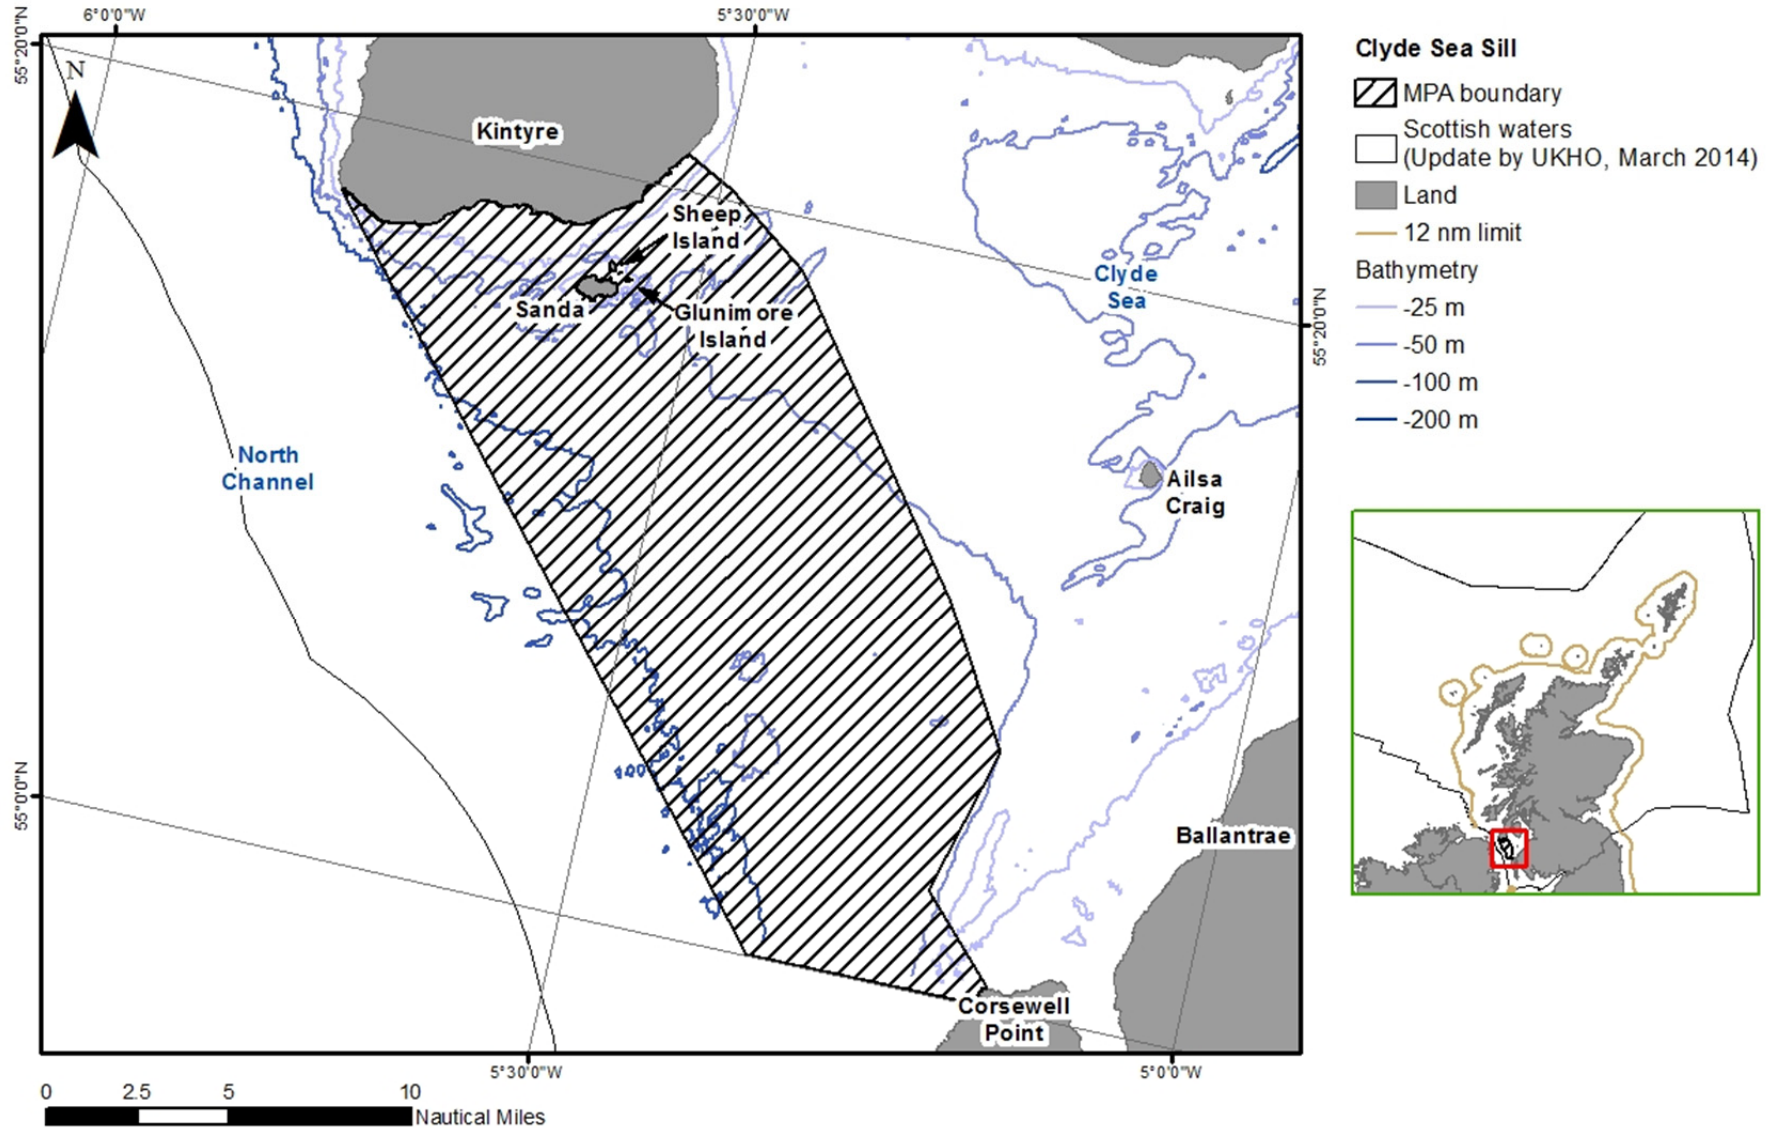 6°0'0"W
5°30'0"W
55°20'0"N
N
Kintyre
Sheep
Island
Sanda
Glunimore
Island
Clyde
Sea
55°20'0"N
North
Channel
Ailsa
Craig
100
55°0'0"N
Ballantrae
Corsewell
Point
5°30'0"W
5°0'0"W
0 2.5 5 10
Nautical Miles
Clyde Sea Sill
MPA boundary
Scottish waters
(Update by UKHO, March 2014)
Land
12 nm limit
Bathymetry
-25 m
-50 m
-100 m
-200 m